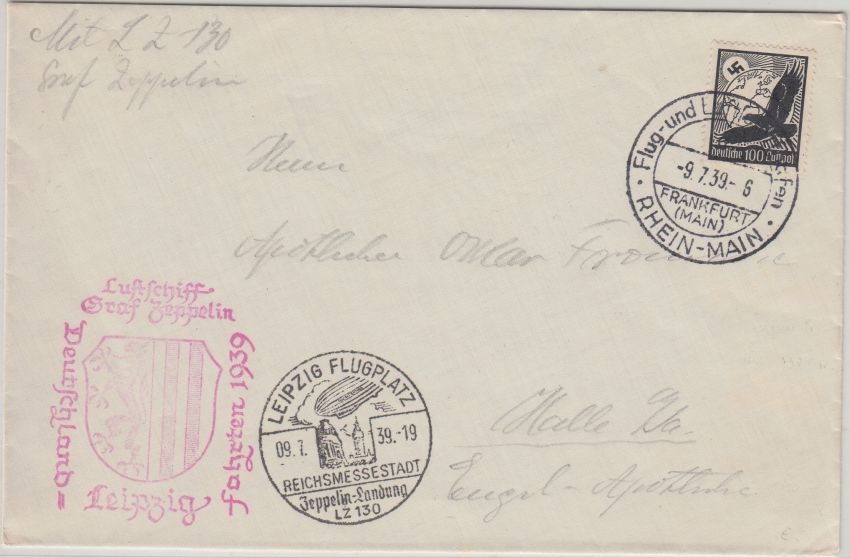 Mit L Z 130
Graf Zeppelin
Deutsche 100 Luftpost
Flug- und
-9.7.39.- 6
FRANKFURT
(MAIN)
RHEIN-MAIN
Herrn
Apotheker Oskar
Halle
Engel-Apotheke
Luftschiff
Graf Zeppelin
Deutschland=
fahrten 1939
Leipzig
LEIPZIG FLUGPLATZ
09.7. 39.-19
REICHSMESSESTADT
Zeppelin-Landung
LZ 130